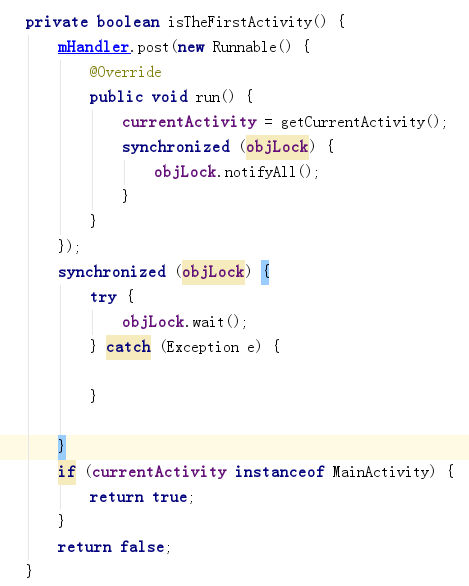 private boolean isTheFirstActivity() {
    mHandler.post(new Runnable() {
        @Override
        public void run() {
            currentActivity = getCurrentActivity();
            synchronized (objLock) {
                objLock.notifyAll();
            }
        }
    });
    synchronized (objLock) {
        try {
            objLock.wait();
        } catch (Exception e) {

        }

    }
    if (currentActivity instanceof MainActivity) {
        return true;
    }
    return false;
}